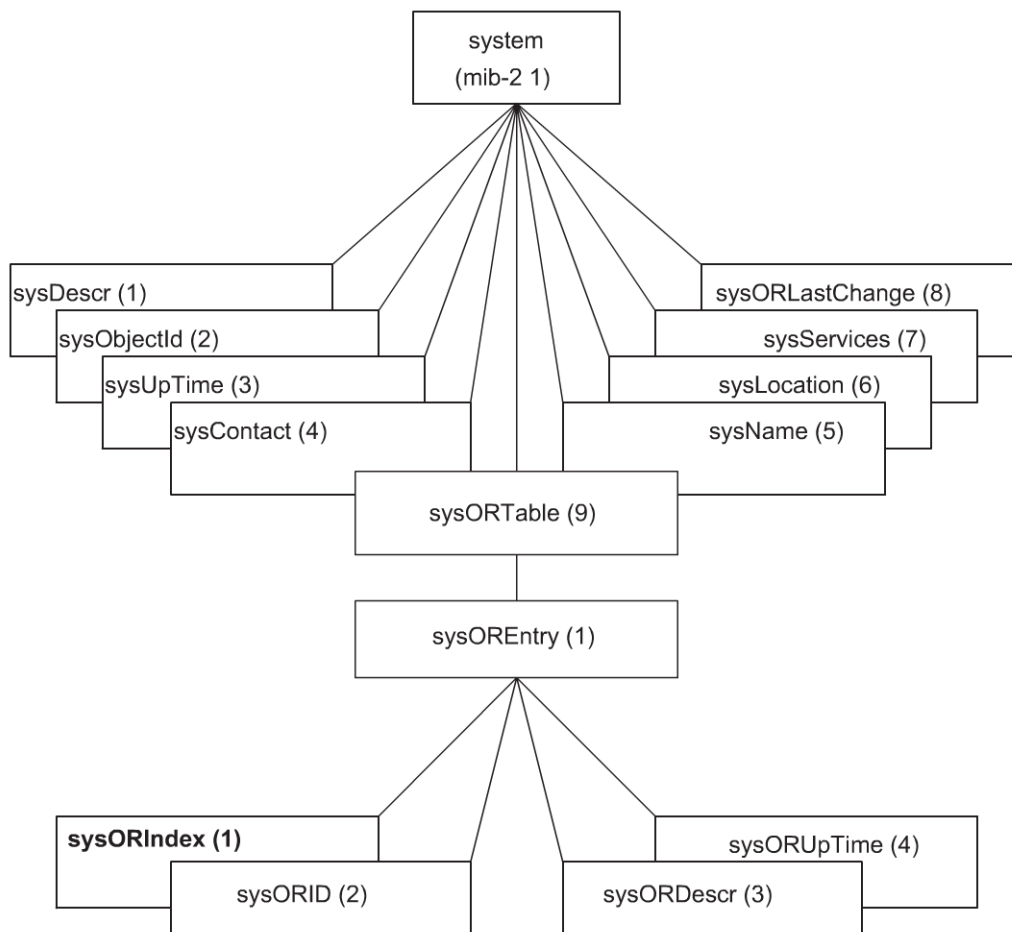 system
(mib-2 1)
sysDescr (1)
sysORLastChange (8)
sysObjectId (2)
sysServices (7)
sysUpTime (3)
sysLocation (6)
sysContact (4)
sysName (5)
sysORTable (9)
sysOREntry (1)
sysORIndex (1)
sysORUpTime (4)
sysORID (2)
sysORDescr (3)